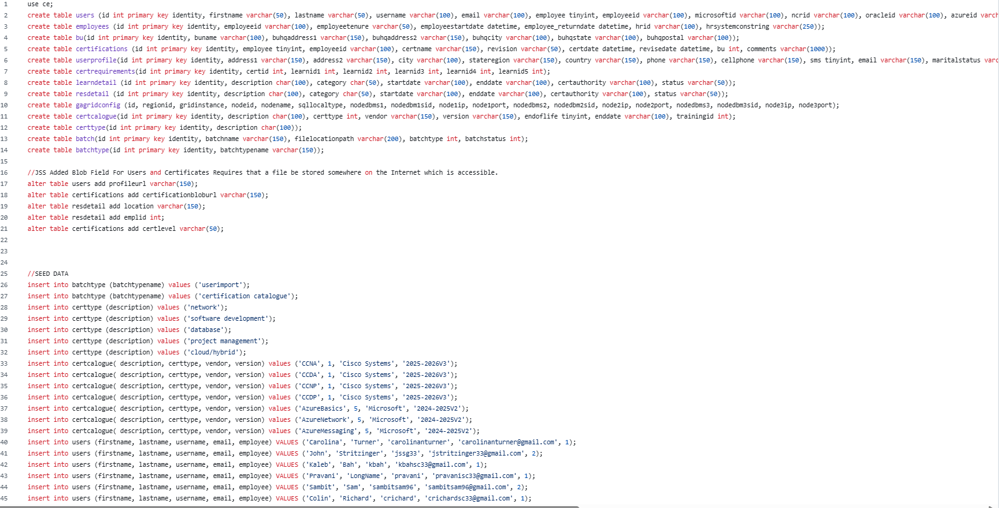 1 use ce;
2 create table users (id int primary key identity, firstname varchar(50), lastname varchar(50), username varchar(100), email varchar(100), employee tinyint, employeeid varchar(100), microsoftid varchar(100), ncrid varchar(100), oracleid varchar(100), azureid varch
3 create table employees (id int primary key identity, employeeid varchar(100), employeetenure varchar(50), employeestartdate datetime, employee_returndate datetime, hrid varchar(100), hrsystemconstring varchar(250));
4 create table bu(id int primary key identity, buname varchar(100), buhqaddress1 varchar(150), buhqaddress2 varchar(150), buhqcity varchar(100), buhqstate varchar(100), buhqpostal varchar(100));
5 create table certifications (id int primary key identity, employee tinyint, employeeid varchar(100), certname varchar(150), revision varchar(50), certdate datetime, revisedate datetime, bu int, comments varchar(1000));
6 create table userprofile(id int primary key identity, address1 varchar(150), address2 varchar(150), city varchar(100), stateregion varchar(150), country varchar(150), phone varchar(150), cellphone varchar(150), sms tinyint, email varchar(150), maritalstatus varc
7 create table certrequirements(id int primary key identity, certid int, learnid1 int, learnid2 int, learnid3 int, learnid4 int, learnid5 int);
8 create table learndetail (id int primary key identity, description char(100), category char(50), startdate varchar(100), enddate varchar(100), certauthority varchar(100), status varchar(50));
9 create table resdetail (id int primary key identity, description char(100), category char(50), startdate varchar(100), enddate varchar(100), certauthority varchar(100), status varchar(50));
10 create table gagridconfig (id, regionid, gridinstance, nodeid, nodename, sqllocaltype, nodedbms1, nodedbm1sid, node1ip, node1port, nodedbms2, nodedbm2sid, node2ip, node2port, nodedbms3, nodedbm3sid, node3ip, node3port);
11 create table certcalogue(id int primary key identity, description char(100), certtype int, vendor varchar(150), version varchar(150), endoflife tinyint, enddate varchar(100), trainingid int);
12 create table certtype(id int primary key identity, description char(100));
13 create table batch(id int primary key identity, batchname varchar(150), filelocationpath varchar(200), batchtype int, batchstatus int);
14 create table batchtype(id int primary key identity, batchtypename varchar(150));
15
16 //JSS Added Blob Field For Users and Certificates Requires that a file be stored somewhere on the Internet which is accessible.
17 alter table users add profileurl varchar(150);
18 alter table certifications add certificationbloburl varchar(150);
19 alter table resdetail add location varchar(150);
20 alter table resdetail add emplid int;
21 alter table certifications add certlevel varchar(50);
22
23
24
25 //SEED DATA
26 insert into batchtype (batchtypename) values ('userimport');
27 insert into batchtype (batchtypename) values ('certification catalogue');
28 insert into certtype (description) values ('network');
29 insert into certtype (description) values ('software development');
30 insert into certtype (description) values ('database');
31 insert into certtype (description) values ('project management');
32 insert into certtype (description) values ('cloud/hybrid');
33 insert into certcalogue( description, certtype, vendor, version) values ('CCNA', 1, 'Cisco Systems', '2025-2026V3');
34 insert into certcalogue( description, certtype, vendor, version) values ('CCDA', 1, 'Cisco Systems', '2025-2026V3');
35 insert into certcalogue( description, certtype, vendor, version) values ('CCNP', 1, 'Cisco Systems', '2025-2026V3');
36 insert into certcalogue( description, certtype, vendor, version) values ('CCDP', 1, 'Cisco Systems', '2025-2026V3');
37 insert into certcalogue( description, certtype, vendor, version) values ('AzureBasics', 5, 'Microsoft', '2024-2025V2');
38 insert into certcalogue( description, certtype, vendor, version) values ('AzureNetwork', 5, 'Microsoft', '2024-2025V2');
39 insert into certcalogue( description, certtype, vendor, version) values ('AzureMessaging', 5, 'Microsoft', '2024-2025V2');
40 insert into users (firstname, lastname, username, email, employee) VALUES ('Carolina', 'Turner', 'carolinanturner', 'carolinanturner@gmail.com', 1);
41 insert into users (firstname, lastname, username, email, employee) VALUES ('John', 'Stritzinger', 'jssg33', 'jstritzinger33@gmail.com', 2);
42 insert into users (firstname, lastname, username, email, employee) VALUES ('Kaleb', 'Bah', 'kbah', 'kbahsc33@gmail.com', 1);
43 insert into users (firstname, lastname, username, email, employee) VALUES ('Pravani', 'LongName', 'pravani', 'pravanisc33@gmail.com', 1);
44 insert into users (firstname, lastname, username, email, employee) VALUES ('Sambit', 'Sam', 'sambitsam96', 'sambitsam96@gmail.com', 2);
45 insert into users (firstname, lastname, username, email, employee) VALUES ('Colin', 'Richard', 'crichard', 'crichardsc33@gmail.com', 1);